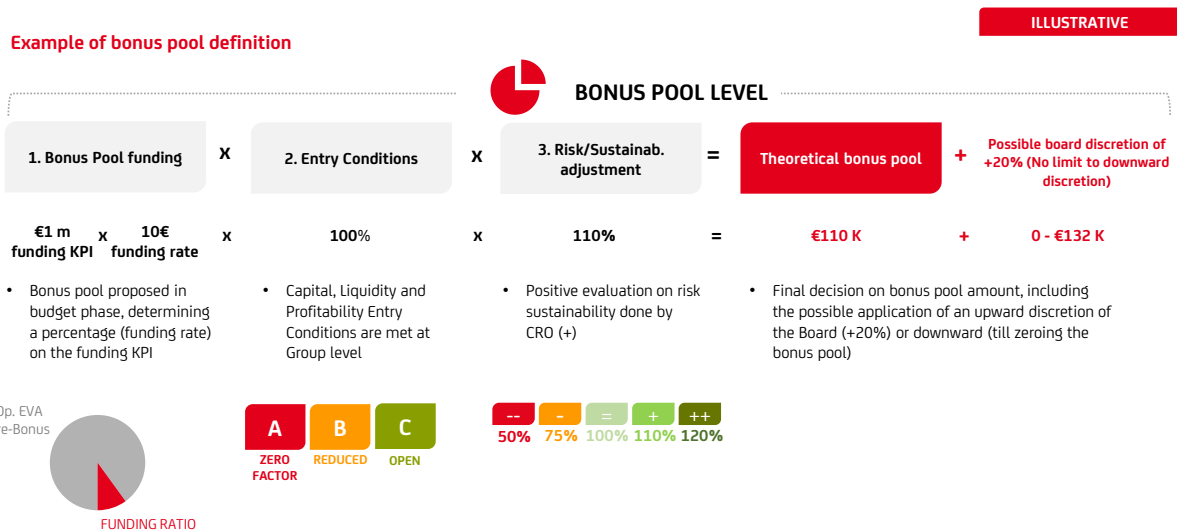 ILLUSTRATIVE
Example of bonus pool definition
BONUS POOL LEVEL
1. Bonus Pool funding
x
2. Entry Conditions
x
3. Risk/Sustainab.
adjustment
=
Theoretical bonus pool
+
Possible board discretion of
+20% (No limit to downward
discretion)
€1 m
funding KPI
x
10€
funding rate
x
100%
x
110%
=
€110 K
+
0 - €132 K
• Bonus pool proposed in
budget phase, determining
a percentage (funding rate)
on the funding KPI
• Capital, Liquidity and
Profitability Entry
Conditions are met at
Group level
• Positive evaluation on risk
sustainability done by
CRO (+)
• Final decision on bonus pool amount, including
the possible application of an upward discretion of
the Board (+20%) or downward (till zeroing the
bonus pool)
Op. EVA
re-Bonus
FUNDING RATIO
A
ZERO
FACTOR
B
REDUCED
C
OPEN
-- - = + ++
50% 75% 100% 110% 120%